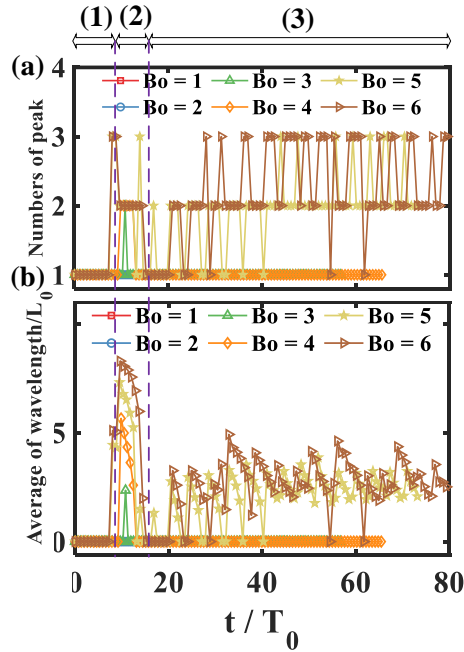 (1) (2) (3)
(a)
4
Bo = 1 Bo = 3 Bo = 5
Bo = 2 Bo = 4 Bo = 6
3
2
1
Numbers of peak
(b)
Bo = 1 Bo = 3 Bo = 5
Bo = 2 Bo = 4 Bo = 6
5
0
Average of wavelength/L₀
0 20 40 60 80
t / T₀